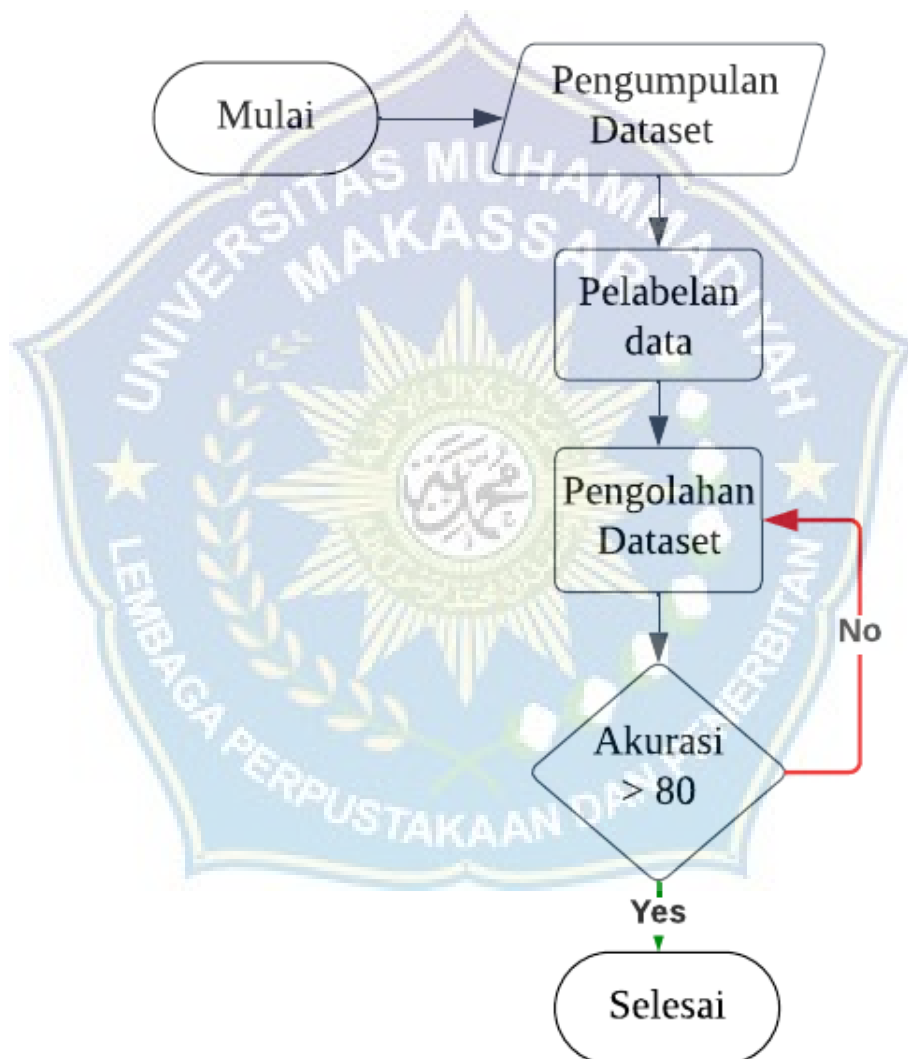 Mulai
Pengumpulan
Dataset
UNIVERSITAS MUHAMMADIYAH
MAKASSAR
Pelabelan
data
Pengolahan
Dataset
No
Akurasi
> 80
LEMBAGA PERPUSTAKAAN DAN PENERBITAN
Yes
Selesai